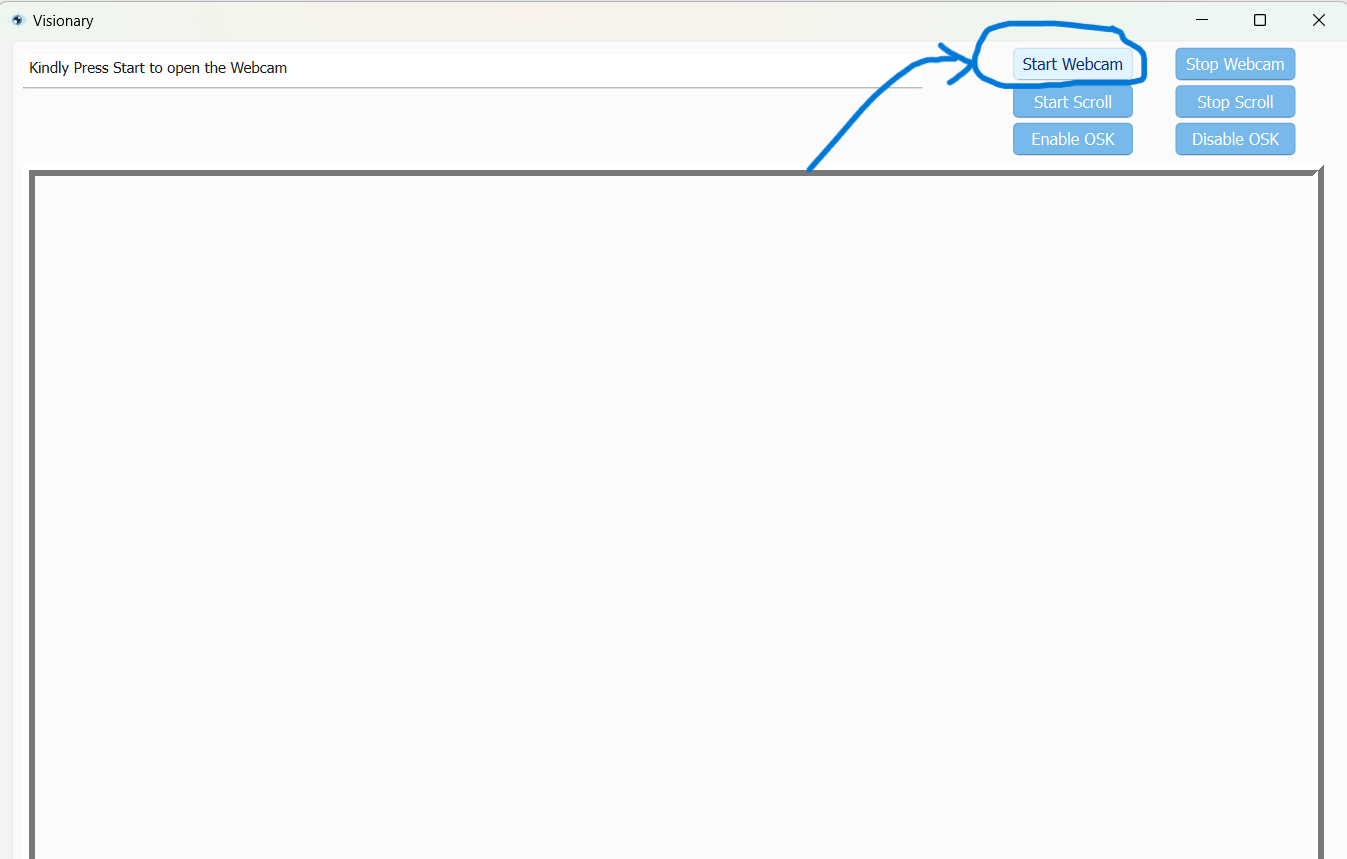 Visionary
Kindly Press Start to open the Webcam
Start Webcam Stop Webcam
Start Scroll Stop Scroll
Enable OSK Disable OSK